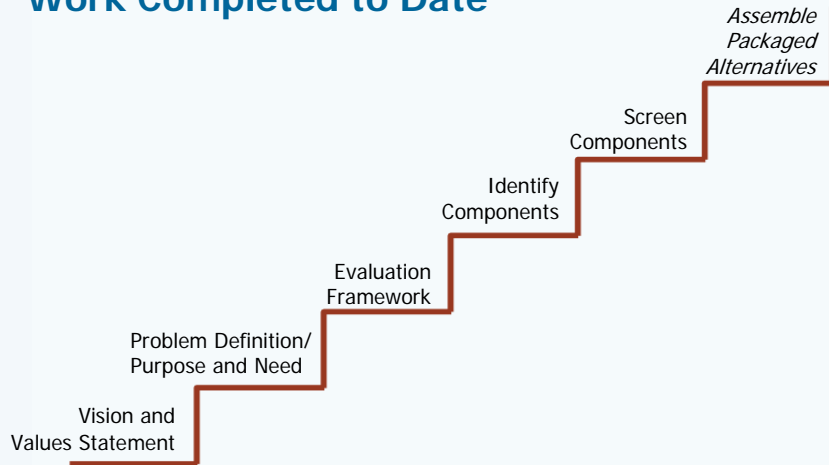 Work Completed to Date
Assemble
Packaged
Alternatives
Screen
Components
Identify
Components
Evaluation
Framework
Problem Definition/
Purpose and Need
Vision and
Values Statement